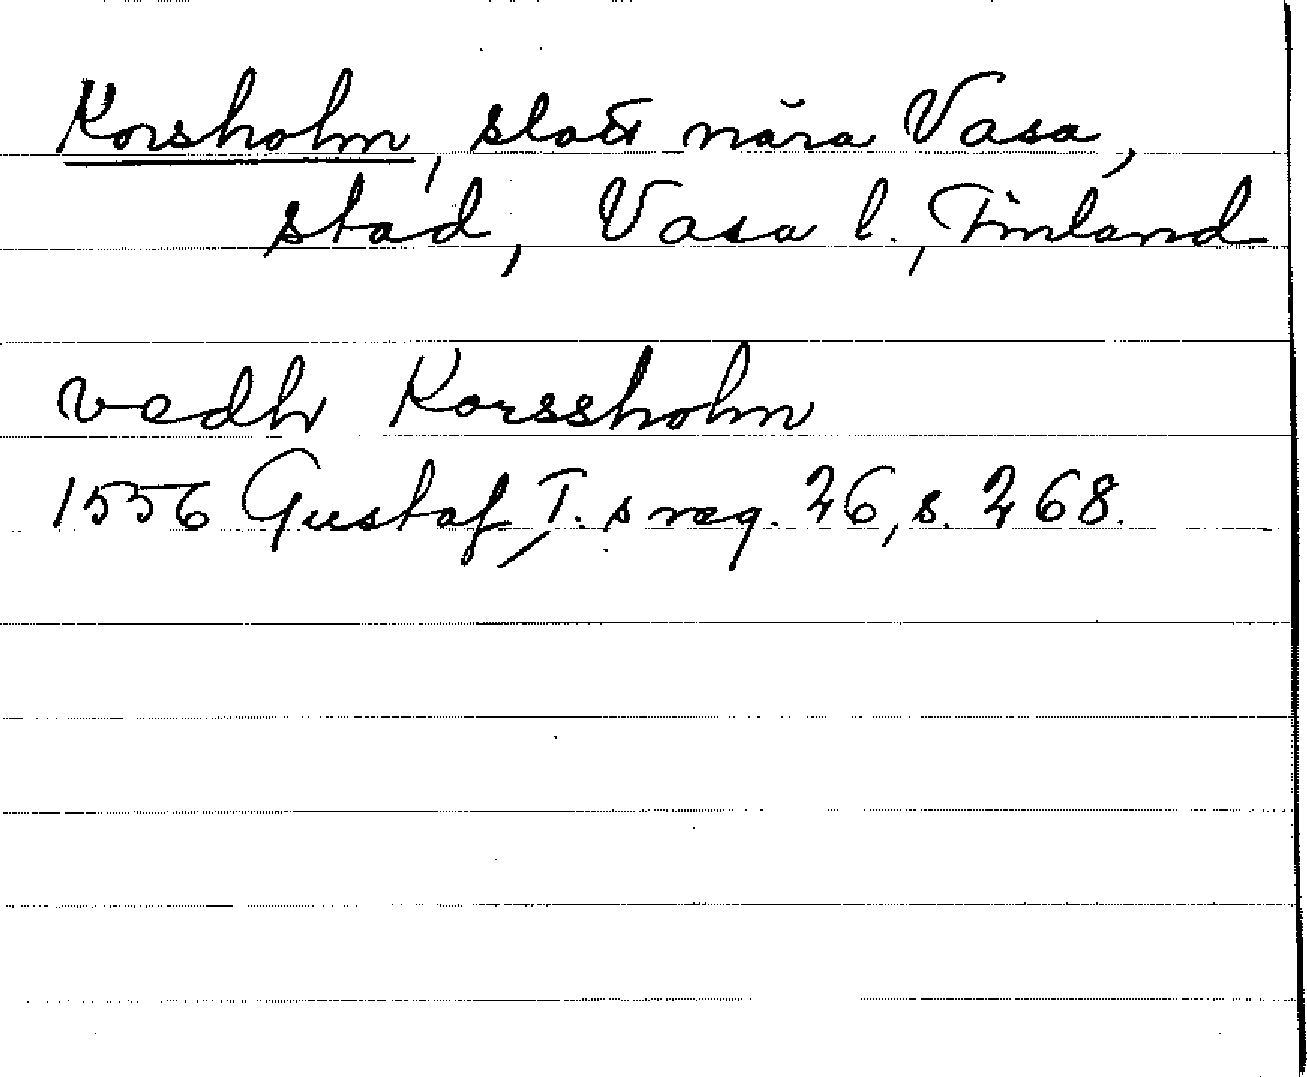 Korsholm, slott nära Vasa,
stad, Vasa l., Finland
vedh Korssholm
1556 Gustaf I. s reg. 26, s. 268.